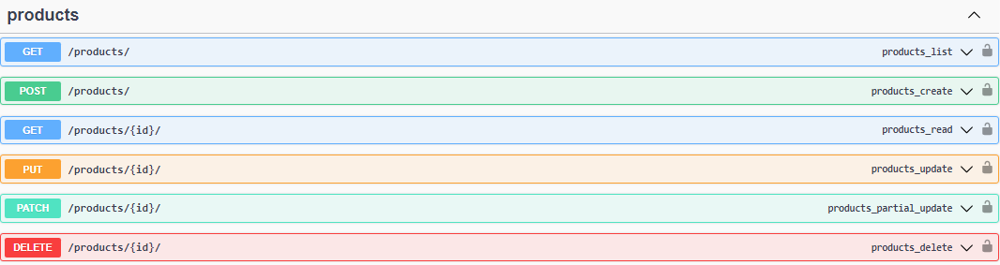 products
GET /products/ products_list
POST /products/ products_create
GET /products/{id}/ products_read
PUT /products/{id}/ products_update
PATCH /products/{id}/ products_partial_update
DELETE /products/{id}/ products_delete